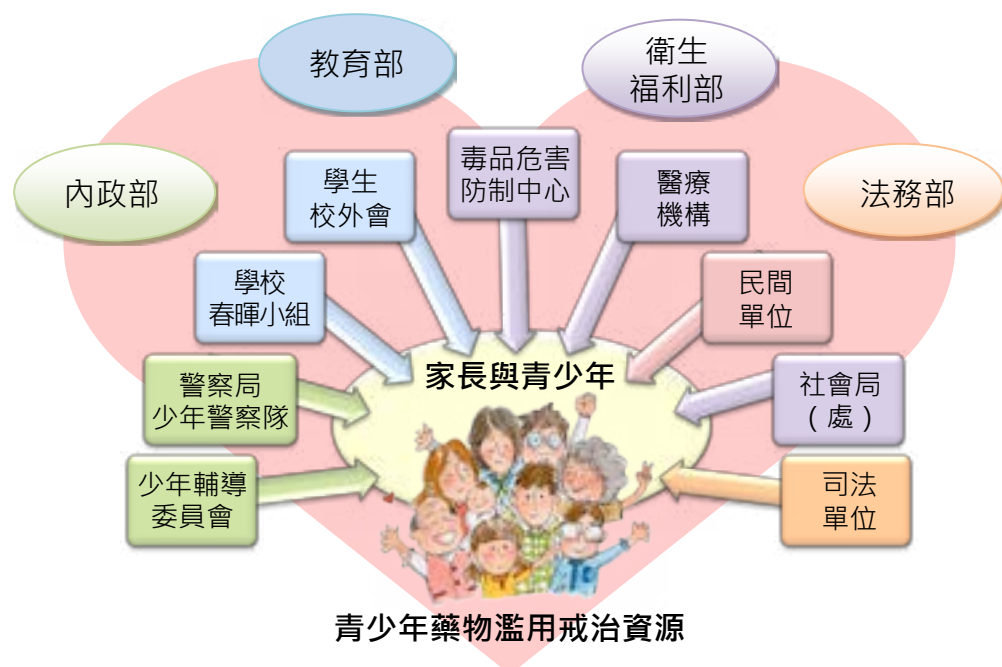 教育部
衛生
福利部
內政部
法務部
毒品危害
防制中心
學生
校外會
醫療
機構
學校
春暉小組
民間
單位
家長與青少年
警察局
少年警察隊
社會局
（處）
少年輔導
委員會
司法
單位
青少年藥物濫用戒治資源